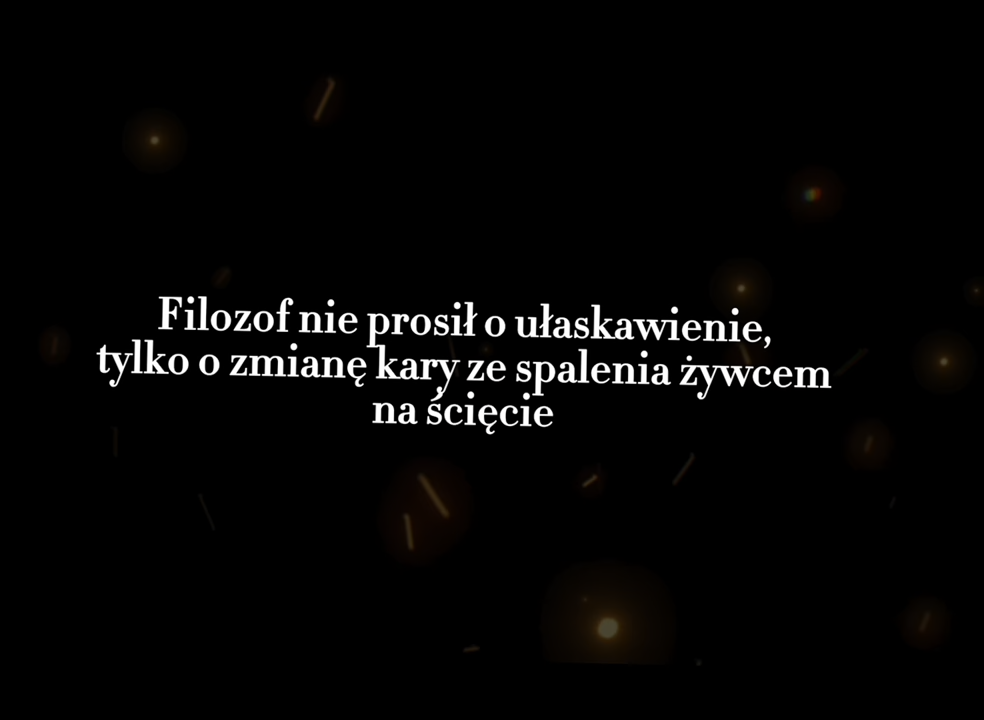 Filozof nie prosił o ułaskawienie,
tylko o zmianę kary ze spalenia żywcem
na ścięcie